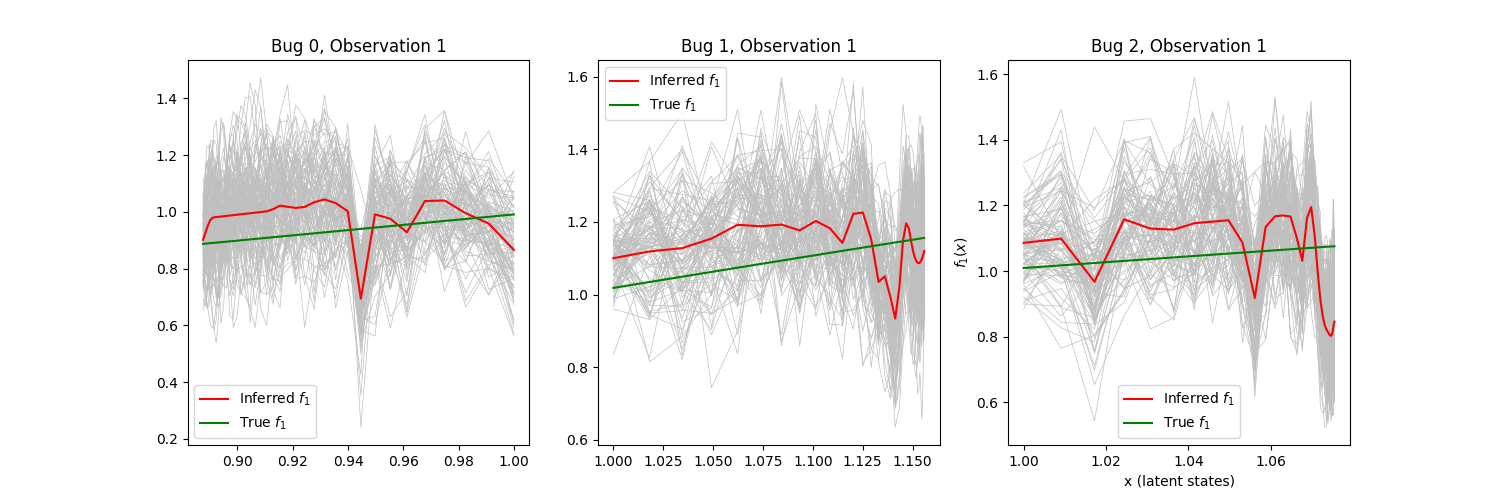 Bug 0, Observation 1
1.4
1.2
1.0
0.8
0.6
0.4
0.2
Inferred f₁
True f₁
0.90 0.92 0.94 0.96 0.98 1.00
Bug 1, Observation 1
1.6
1.4
1.2
1.0
0.8
0.6
Inferred f₁
True f₁
1.000 1.025 1.050 1.075 1.100 1.125 1.150
Bug 2, Observation 1
f₁(x)
1.6
1.4
1.2
1.0
0.8
0.6
Inferred f₁
True f₁
1.00 1.02 1.04 1.06
x (latent states)